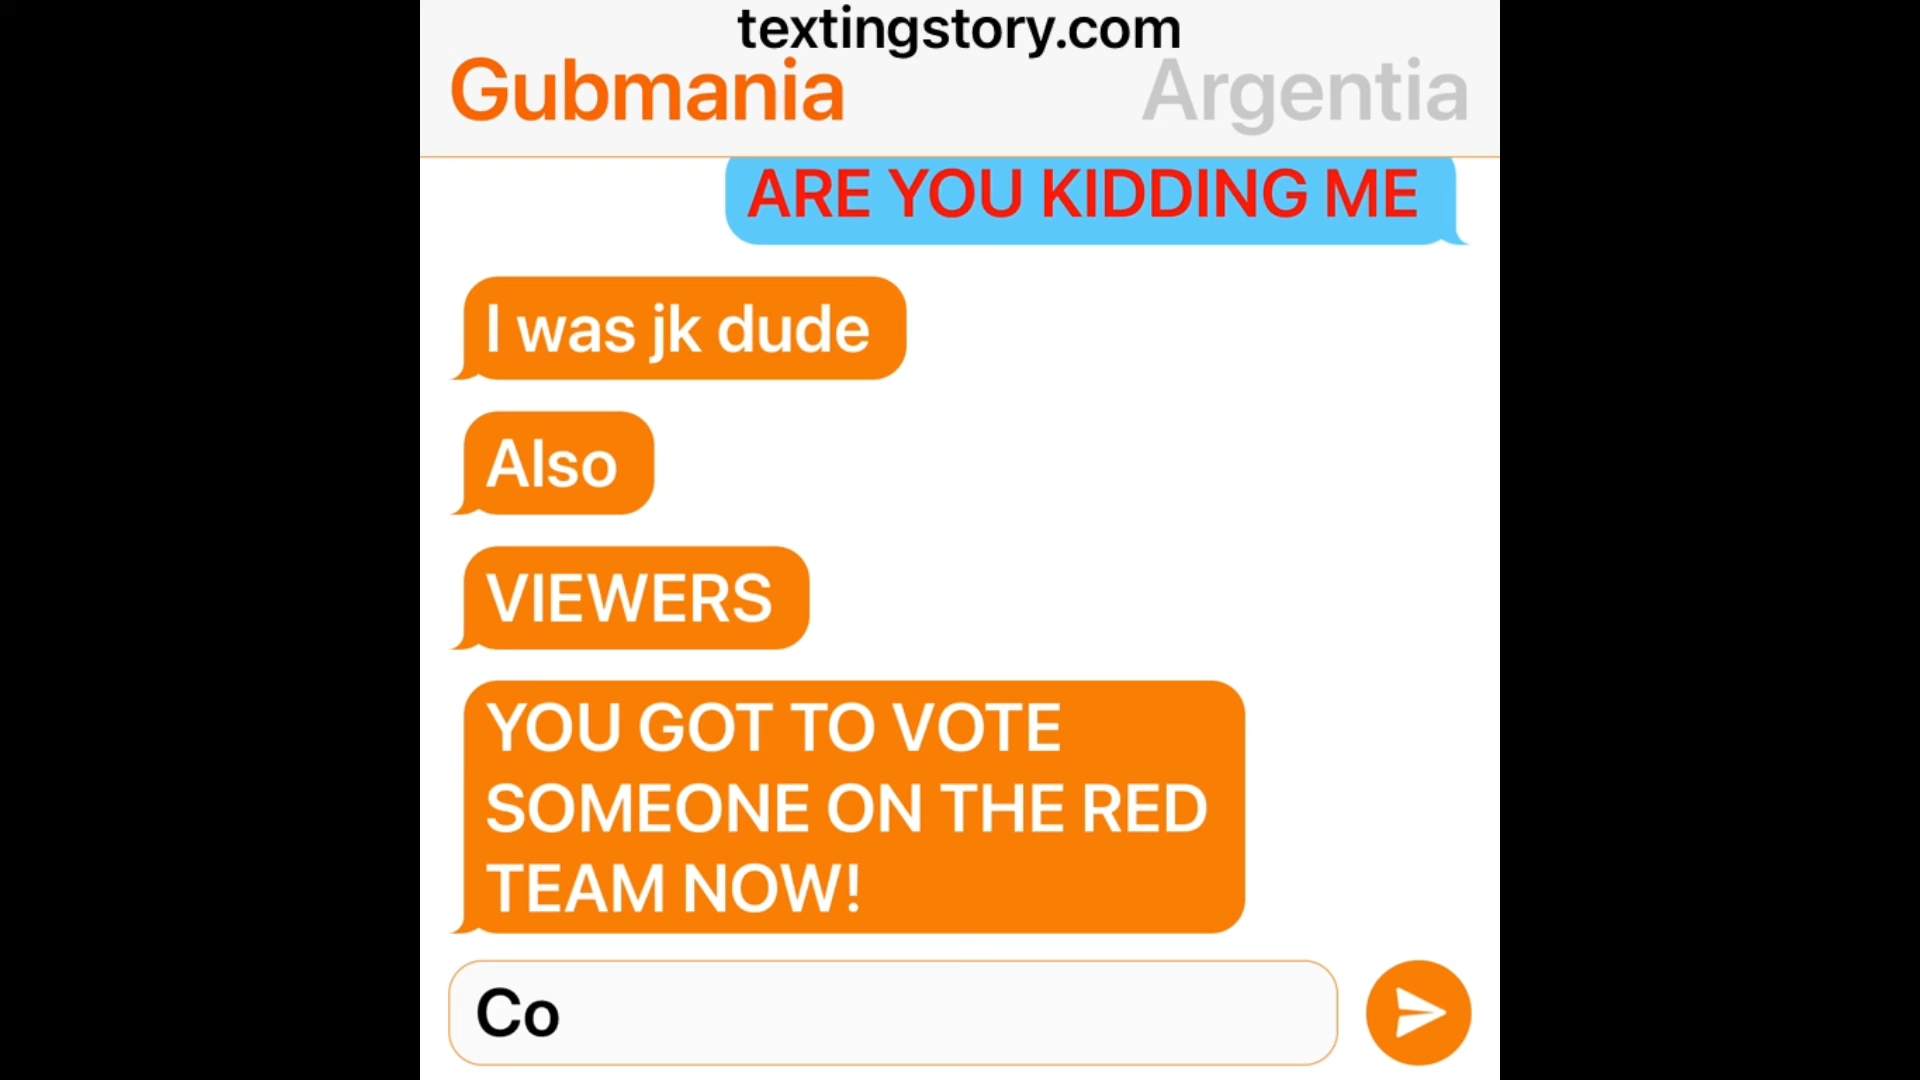 textingstory.com
Gubmania
Argentia
ARE YOU KIDDING ME
I was jk dude
Also
VIEWERS
YOU GOT TO VOTE
SOMEONE ON THE RED
TEAM NOW!
Co